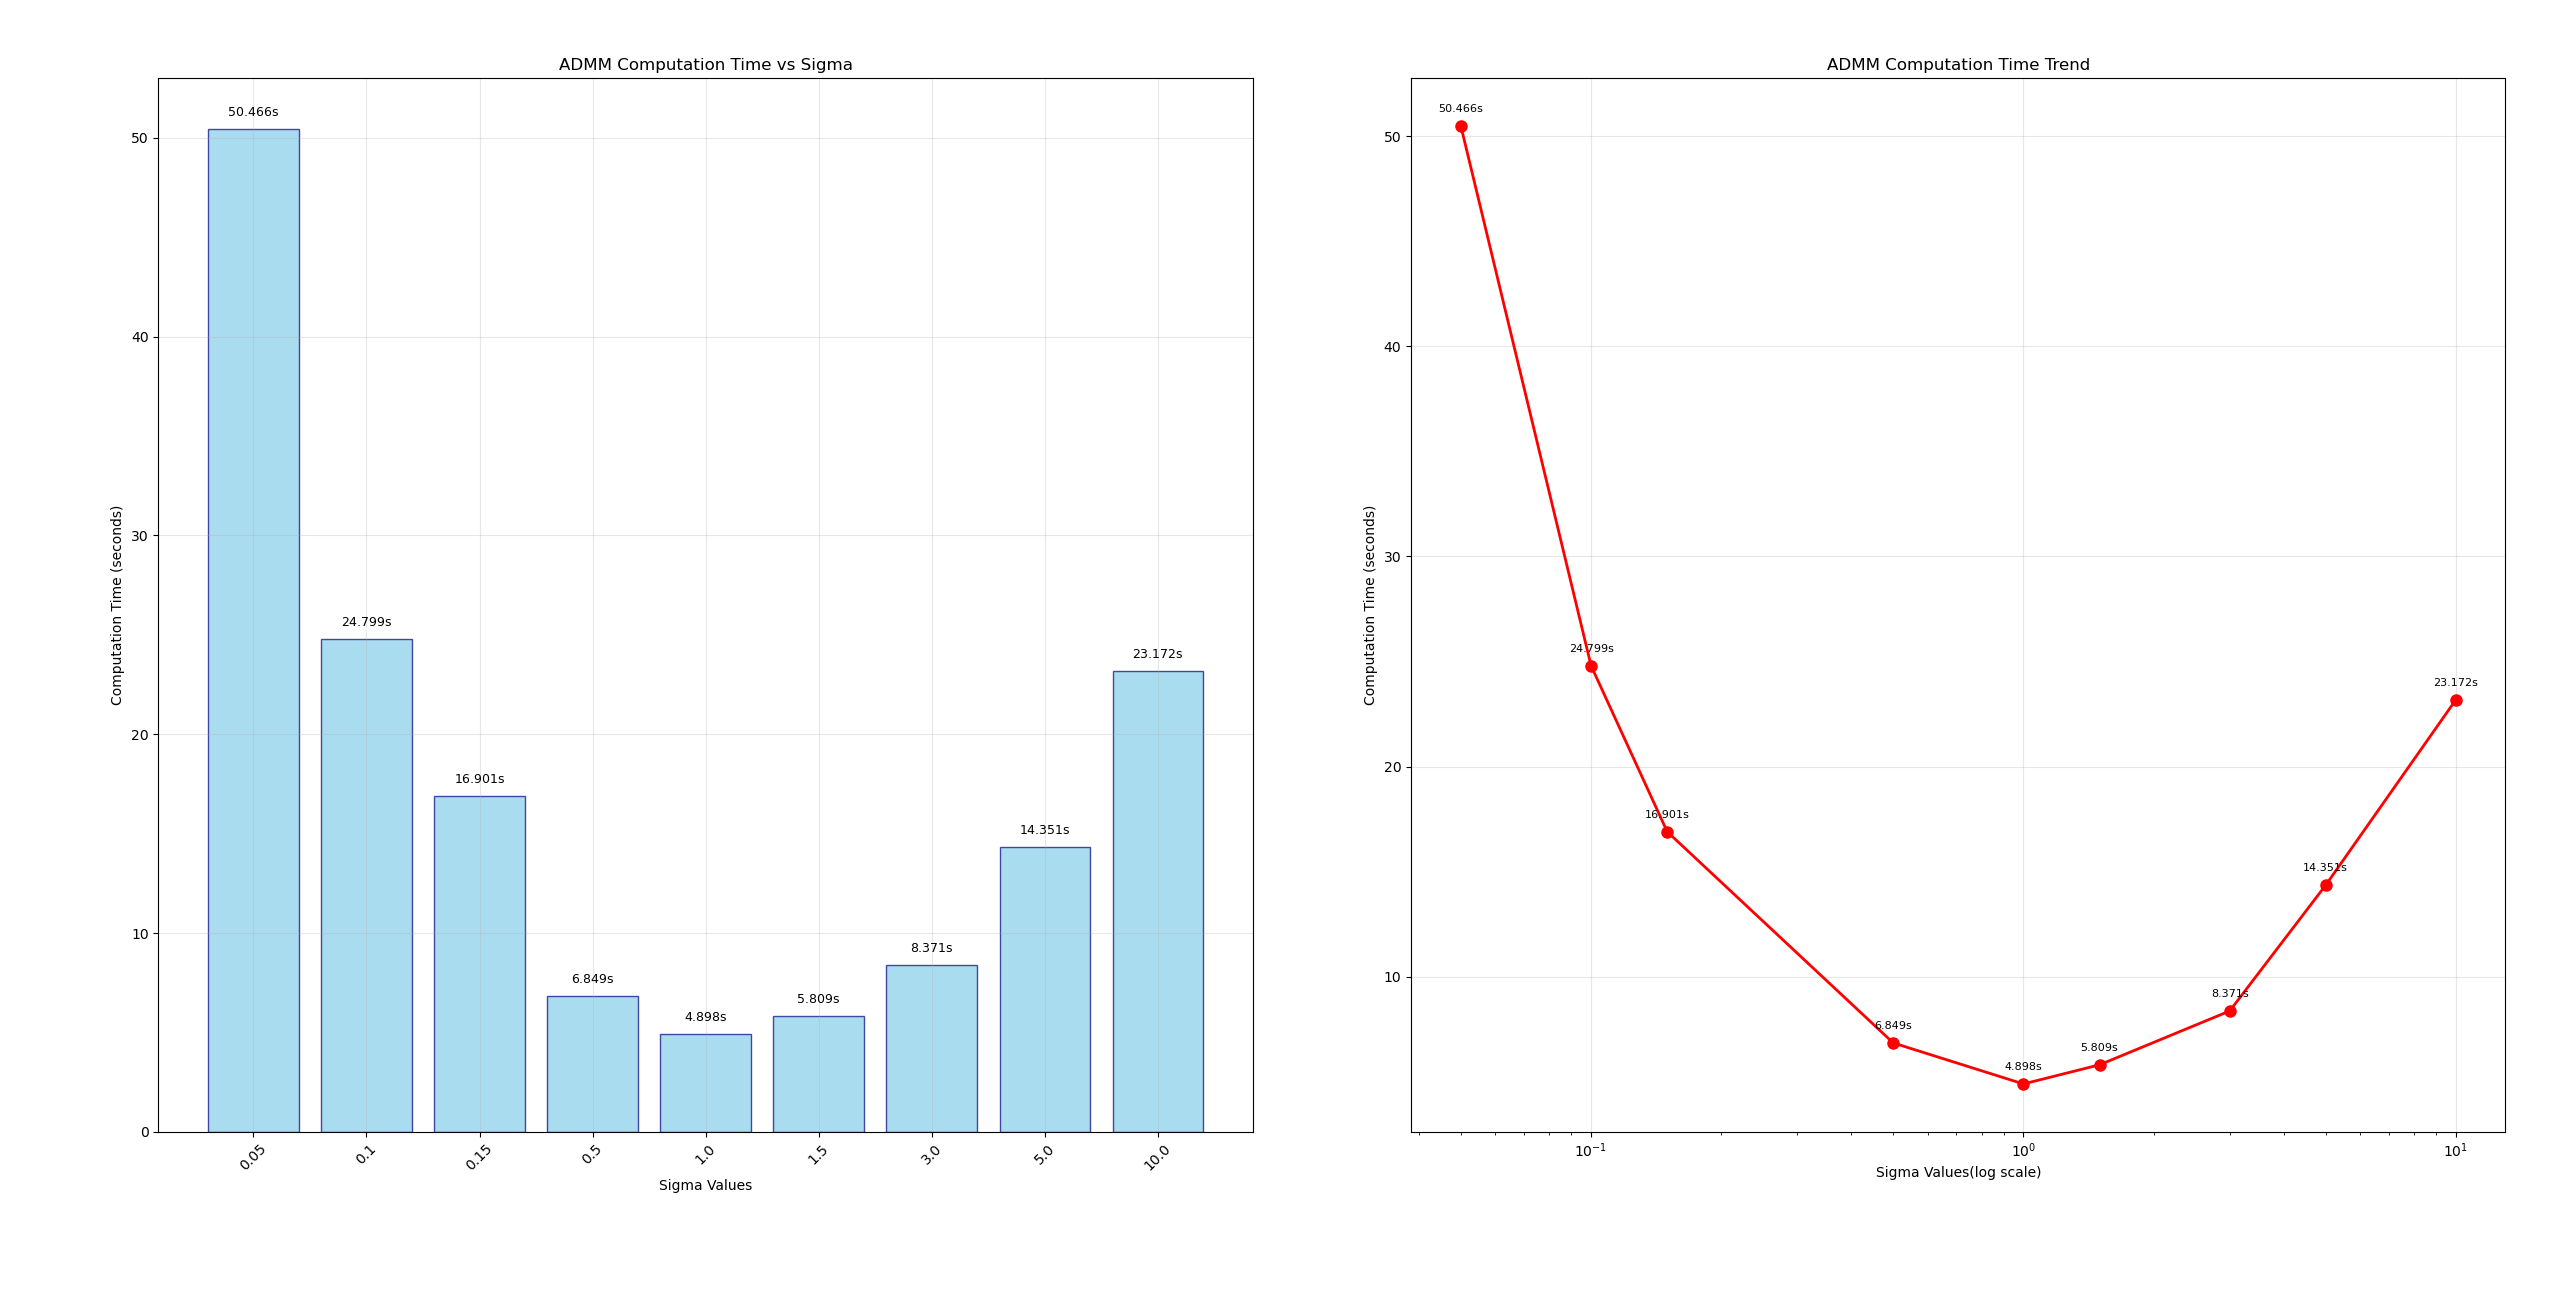 ADMM Computation Time vs Sigma
50.466s
24.799s
16.901s
6.849s
4.898s
5.809s
8.371s
14.351s
23.172s
50
40
30
20
10
0
Computation Time (seconds)
0.05
0.1
0.15
0.5
1.0
1.5
3.0
5.0
10.0
Sigma Values
ADMM Computation Time Trend
50.466s
24.799s
16.901s
6.849s
4.898s
5.809s
8.371s
14.351s
23.172s
50
40
30
20
10
Computation Time (seconds)
10⁻¹
10⁰
10¹
Sigma Values(log scale)